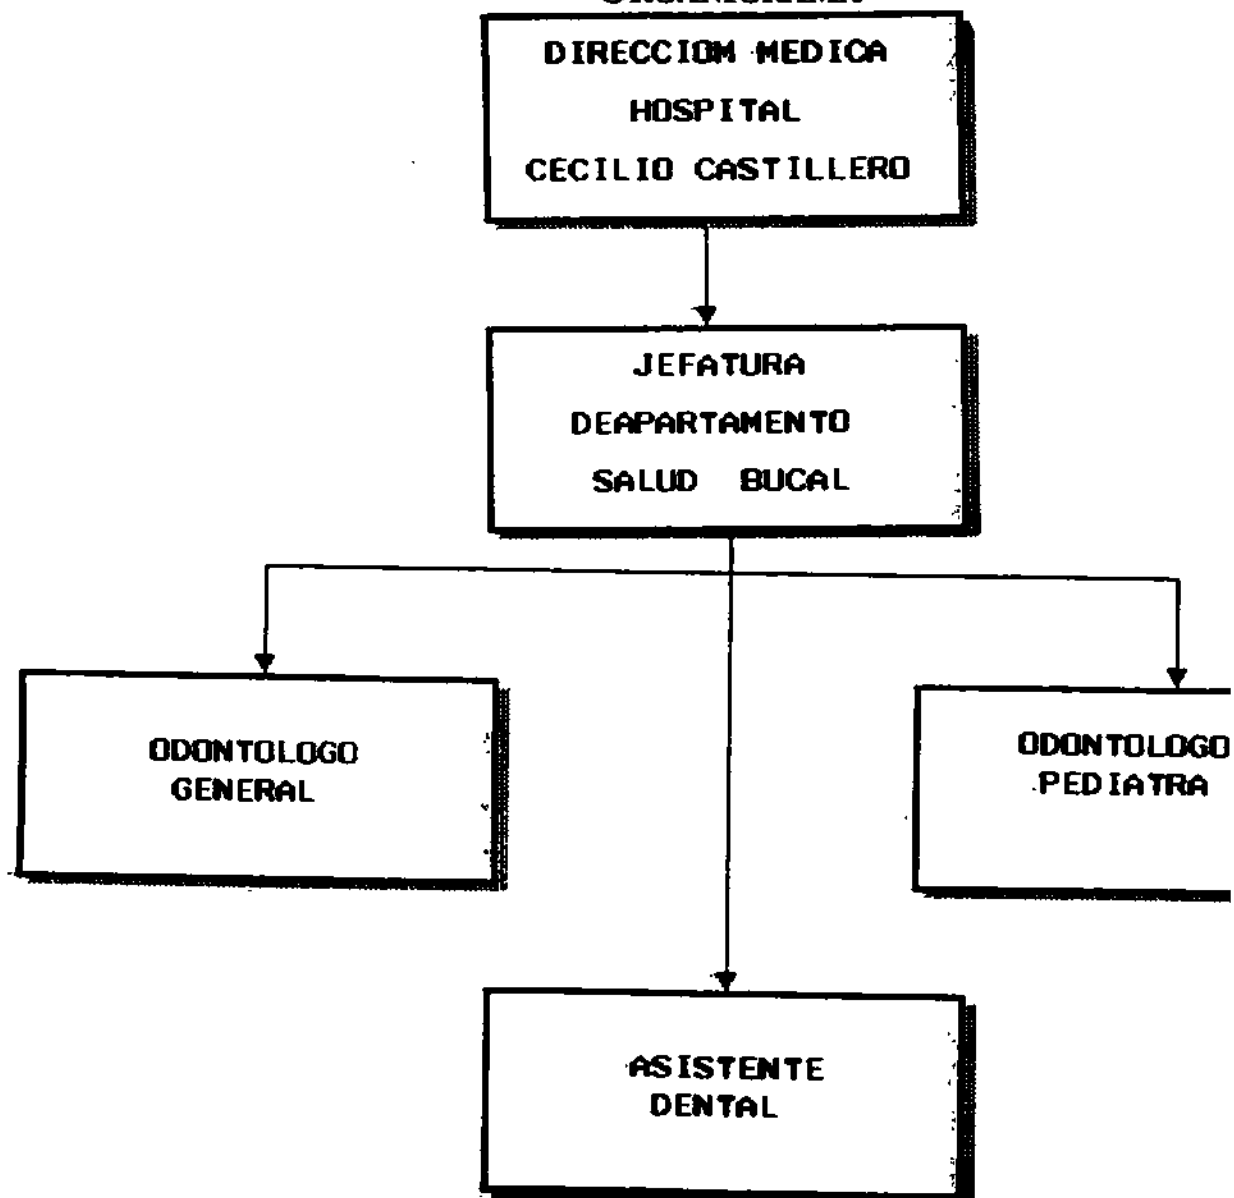 DIRECCIOM MEDICA
HOSPITAL
CECILIO CASTILLERO
JEFATURA
DEAPARTAMENTO
SALUD BUCAL
ODONTOLOGO
GENERAL
ODONTOLOGO
PEDIATRA
ASISTENTE
DENTAL